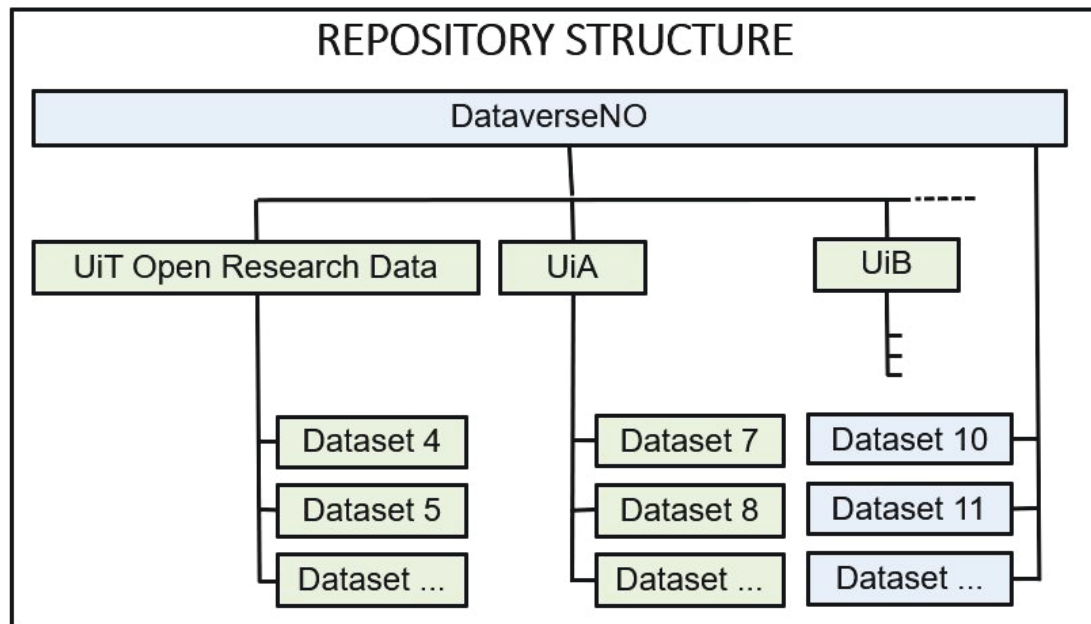 REPOSITORY STRUCTURE
DataverseNO
UiT Open Research Data
UiA
UiB
Dataset 4
Dataset 7
Dataset 10
Dataset 5
Dataset 8
Dataset 11
Dataset ...
Dataset ...
Dataset ...